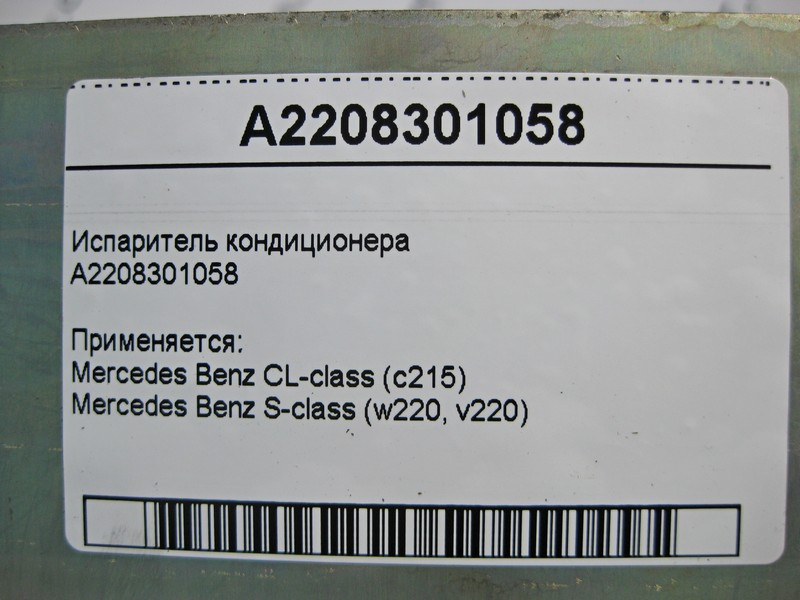 A2208301058
Испаритель кондиционера
A2208301058
Применяется:
Mercedes Benz CL-class (c215)
Mercedes Benz S-class (w220, v220)